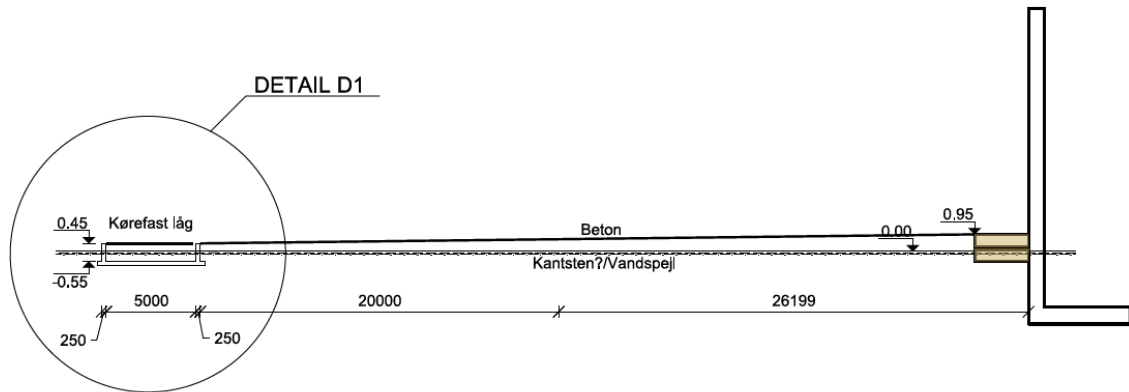 DETAIL D1
0.45
Kørefast låg
Beton
0,95
0.00
Kantsten?/Vandspejl
-0.55
5000
20000
26199
250
250